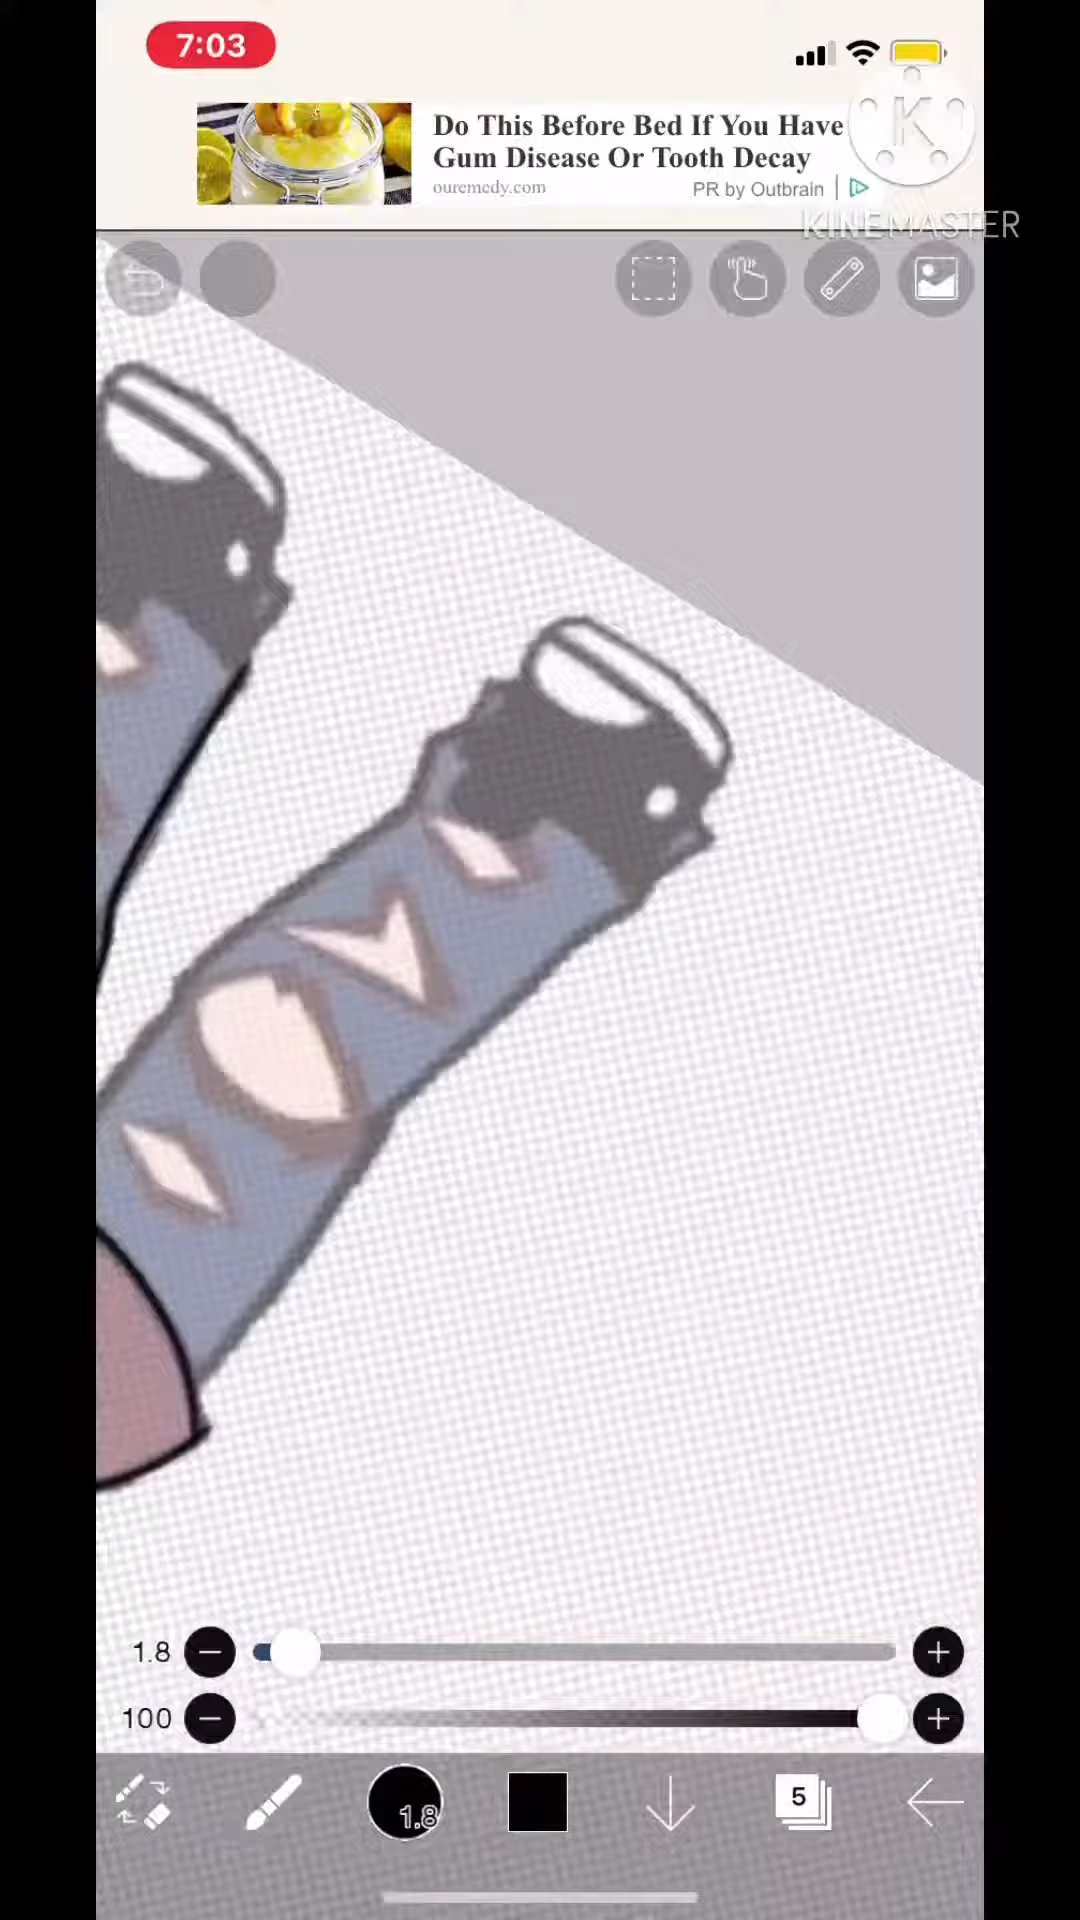 7:03
Do This Before Bed If You Have
Gum Disease Or Tooth Decay
ouremedy.com
PR by Outbrain
K
KINEMASTER
1.8
100
1.8
5